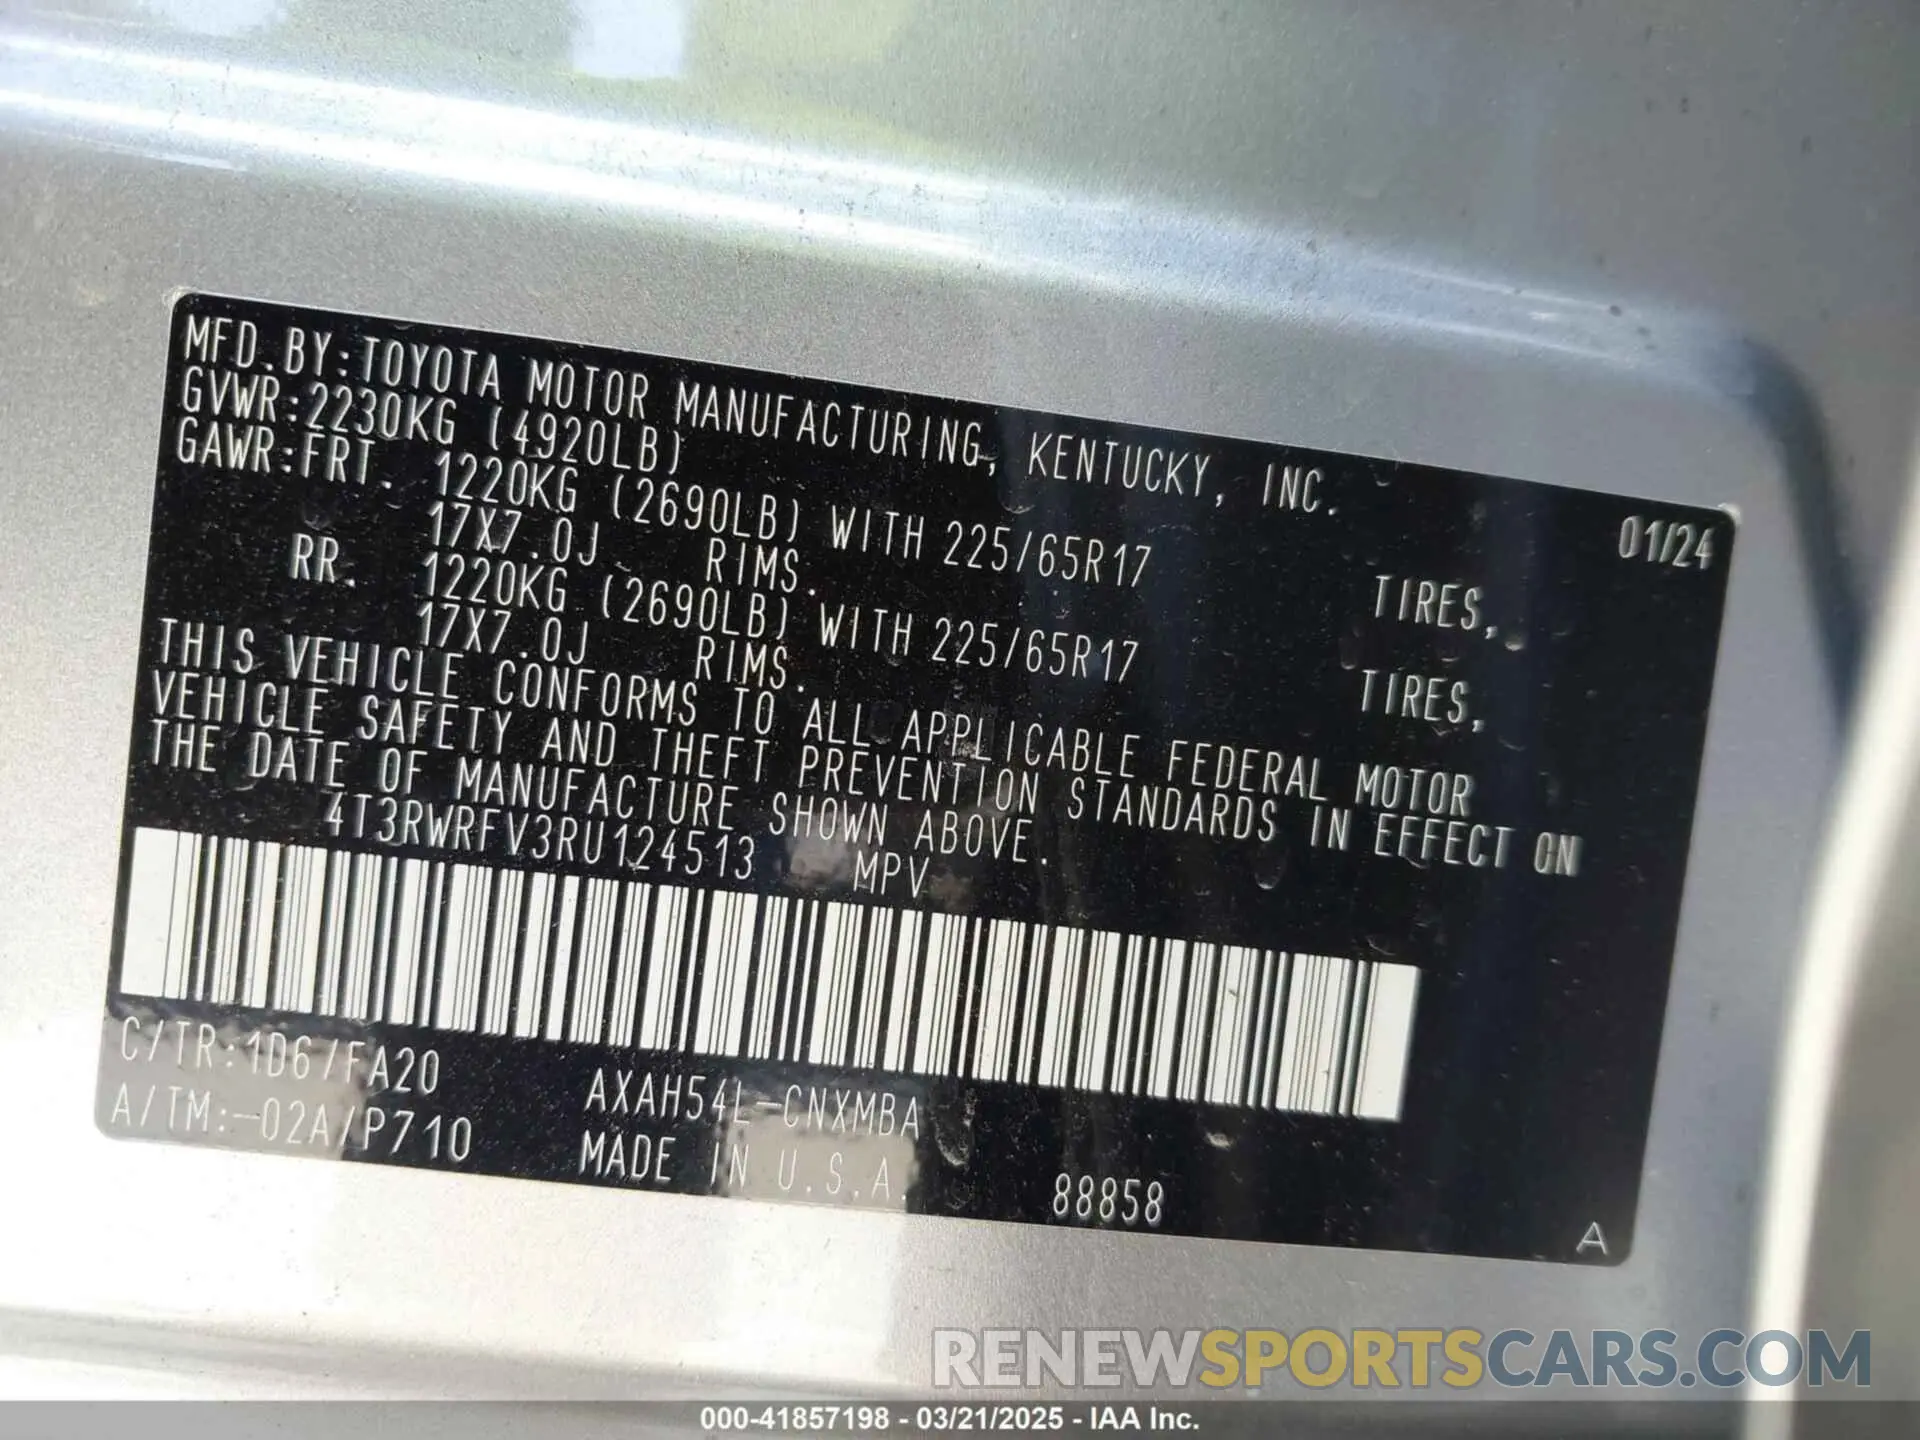 MFD.BY:TOYOTA MOTOR MANUFACTURING, KENTUCKY, INC.
01/24
GVWR:2230KG (4920LB)
GAWR:FRT. 1220KG (2690LB) WITH 225/65R17 TIRES,
17X7.0J RIMS.
RR. 1220KG (2690LB) WITH 225/65R17 TIRES,
17X7.0J RIMS.
THIS VEHICLE CONFORMS TO ALL APPLICABLE FEDERAL MOTOR
VEHICLE SAFETY AND THEFT PREVENTION STANDARDS IN EFFECT ON
THE DATE OF MANUFACTURE SHOWN ABOVE.
4T3RWRFV3RU124513 MPV
C/TR:1D6/FA20 AXAH54L-CNXMBA
A/TM:-02A/P710 MADE IN U.S.A. 88858
A
RENEWSPORTSCARS.COM
000-41857198 - 03/21/2025 - IAA Inc.